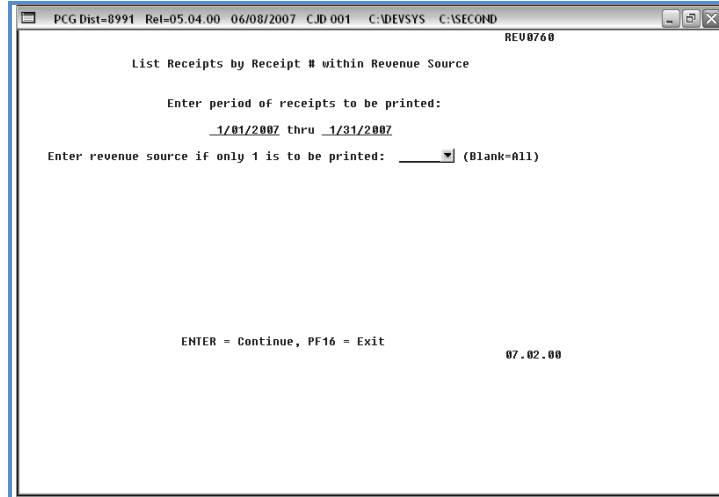 PCG Dist=8991 Rel=05.04.00 06/08/2007 CJD 001 C:\DEVSYS C:\SECOND
REV0760
List Receipts by Receipt # within Revenue Source
Enter period of receipts to be printed:
1/01/2007 thru 1/31/2007
Enter revenue source if only 1 is to be printed: (Blank=All)
ENTER = Continue, PF16 = Exit
07.02.00